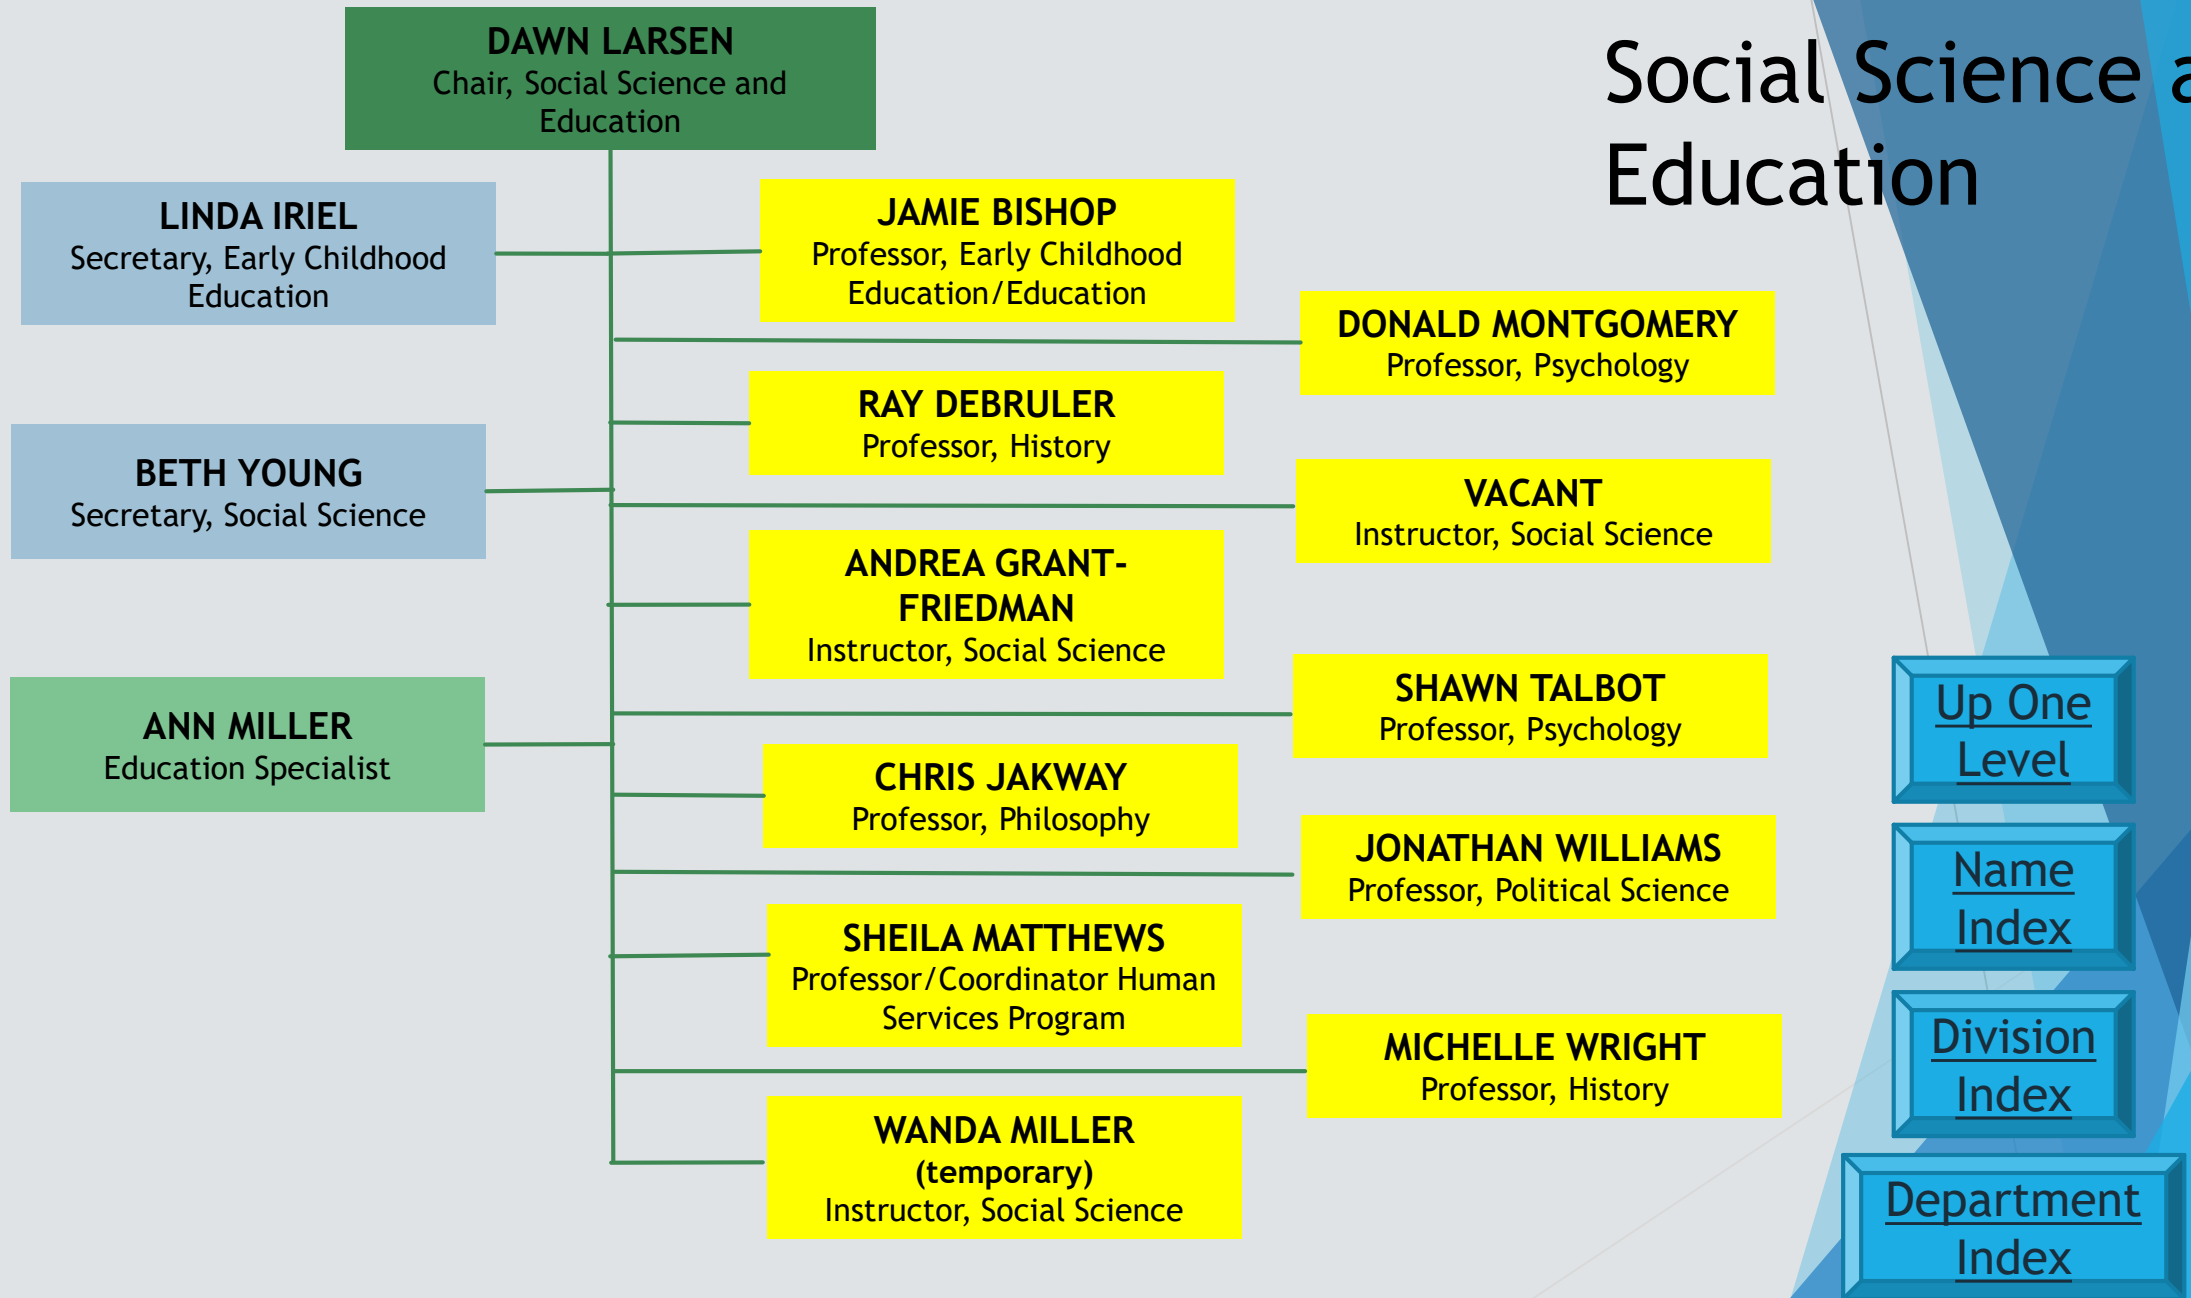 DAWN LARSEN
Chair, Social Science and
Education
Social Science a
Education
LINDA IRIEL
Secretary, Early Childhood
Education
JAMIE BISHOP
Professor, Early Childhood
Education/Education
DONALD MONTGOMERY
Professor, Psychology
RAY DEBRULER
Professor, History
BETH YOUNG
Secretary, Social Science
VACANT
Instructor, Social Science
ANDREA GRANT-
FRIEDMAN
Instructor, Social Science
ANN MILLER
Education Specialist
SHAWN TALBOT
Professor, Psychology
CHRIS JAKWAY
Professor, Philosophy
JONATHAN WILLIAMS
Professor, Political Science
SHEILA MATTHEWS
Professor/Coordinator Human
Services Program
MICHELLE WRIGHT
Professor, History
WANDA MILLER
(temporary)
Instructor, Social Science
Up One
Level
Name
Index
Division
Index
Department
Index